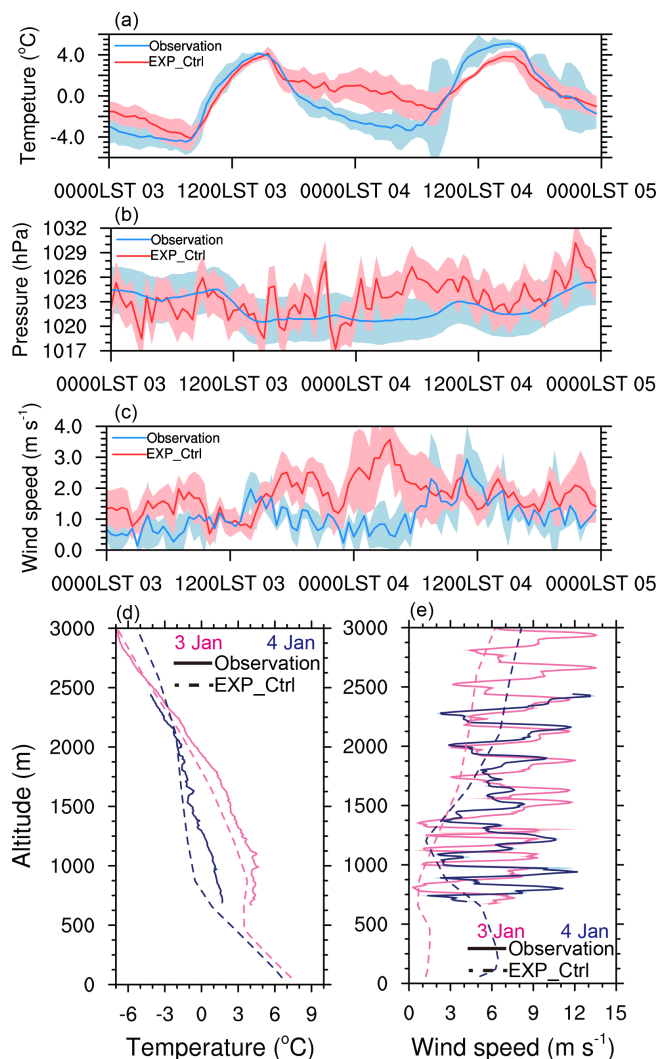 (a)
Tempeture (°C)
4.0
0.0
-4.0
Observation
EXP_Ctrl
0000LST 03 1200LST 03 0000LST 04 1200LST 04 0000LST 05
(b)
Pressure (hPa)
1032
1029
1026
1023
1020
1017
Observation
EXP_Ctrl
0000LST 03 1200LST 03 0000LST 04 1200LST 04 0000LST 05
(c)
Wind speed (m s⁻¹)
4.0
3.0
2.0
1.0
0.0
Observation
EXP_Ctrl
0000LST 03 1200LST 03 0000LST 04 1200LST 04 0000LST 05
(d)
Altitude (m)
3000
2500
2000
1500
1000
500
0
3 Jan 4 Jan
Observation
EXP_Ctrl
-6 -3 0 3 6 9
Temperature (°C)
(e)
3000
2500
2000
1500
1000
500
0
3 Jan 4 Jan
Observation
EXP_Ctrl
0 3 6 9 12 15
Wind speed (m s⁻¹)